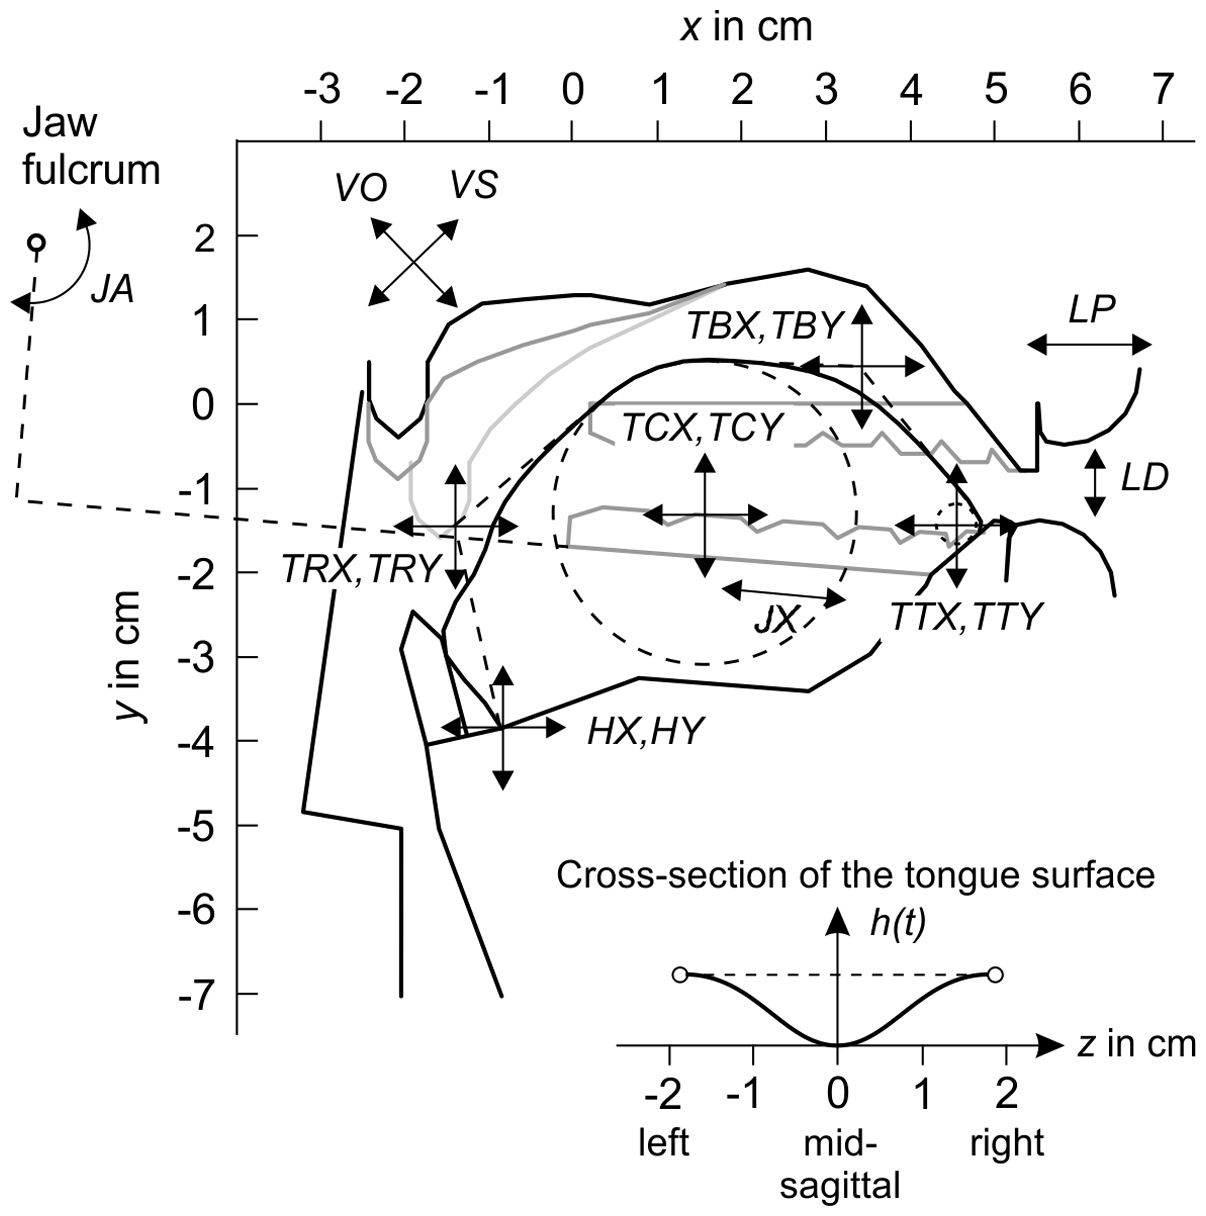 x in cm
-3 -2 -1 0 1 2 3 4 5 6 7
Jaw
fulcrum
VO VS
JA
2
1
0
-1
-2
-3
-4
-5
-6
-7
y in cm
LP
TBX,TBY
TCX,TCY
LD
TRX,TRY
JX
TTX,TTY
HX,HY
Cross-section of the tongue surface
h(t)
z in cm
-2 -1 0 1 2
left mid- right
sagittal